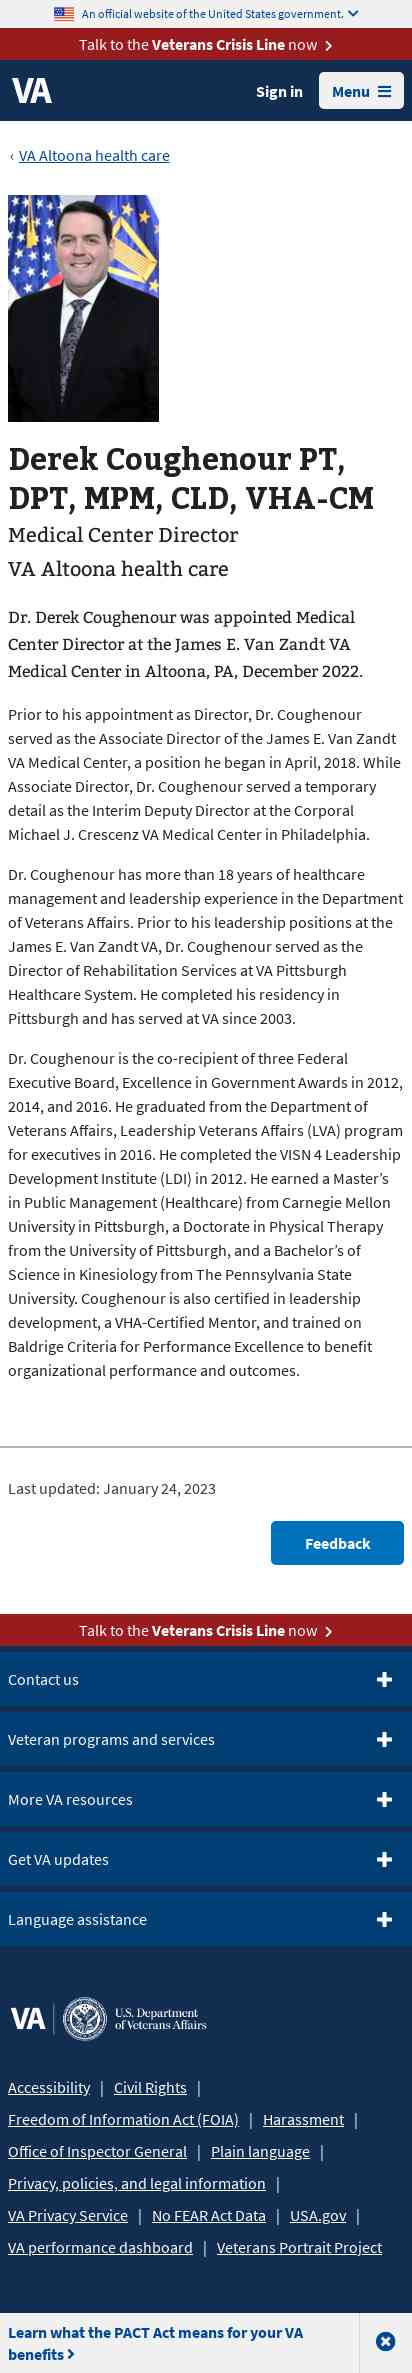 An official website of the United States government.
Talk to the Veterans Crisis Line now
VA
Sign in
Menu
‹ VA Altoona health care
Derek Coughenour PT,
DPT, MPM, CLD, VHA-CM
Medical Center Director
VA Altoona health care
Dr. Derek Coughenour was appointed Medical
Center Director at the James E. Van Zandt VA
Medical Center in Altoona, PA, December 2022.
Prior to his appointment as Director, Dr. Coughenour
served as the Associate Director of the James E. Van Zandt
VA Medical Center, a position he began in April, 2018. While
Associate Director, Dr. Coughenour served a temporary
detail as the Interim Deputy Director at the Corporal
Michael J. Crescenz VA Medical Center in Philadelphia.
Dr. Coughenour has more than 18 years of healthcare
management and leadership experience in the Department
of Veterans Affairs. Prior to his leadership positions at the
James E. Van Zandt VA, Dr. Coughenour served as the
Director of Rehabilitation Services at VA Pittsburgh
Healthcare System. He completed his residency in
Pittsburgh and has served at VA since 2003.
Dr. Coughenour is the co-recipient of three Federal
Executive Board, Excellence in Government Awards in 2012,
2014, and 2016. He graduated from the Department of
Veterans Affairs, Leadership Veterans Affairs (LVA) program
for executives in 2016. He completed the VISN 4 Leadership
Development Institute (LDI) in 2012. He earned a Master’s
in Public Management (Healthcare) from Carnegie Mellon
University in Pittsburgh, a Doctorate in Physical Therapy
from the University of Pittsburgh, and a Bachelor’s of
Science in Kinesiology from The Pennsylvania State
University. Coughenour is also certified in leadership
development, a VHA-Certified Mentor, and trained on
Baldrige Criteria for Performance Excellence to benefit
organizational performance and outcomes.
Last updated: January 24, 2023
Feedback
Talk to the Veterans Crisis Line now
Contact us
Veteran programs and services
More VA resources
Get VA updates
Language assistance
VA
U.S. Department
of Veterans Affairs
Accessibility | Civil Rights |
Freedom of Information Act (FOIA) | Harassment |
Office of Inspector General | Plain language |
Privacy, policies, and legal information |
VA Privacy Service | No FEAR Act Data | USA.gov |
VA performance dashboard | Veterans Portrait Project
Learn what the PACT Act means for your VA
benefits